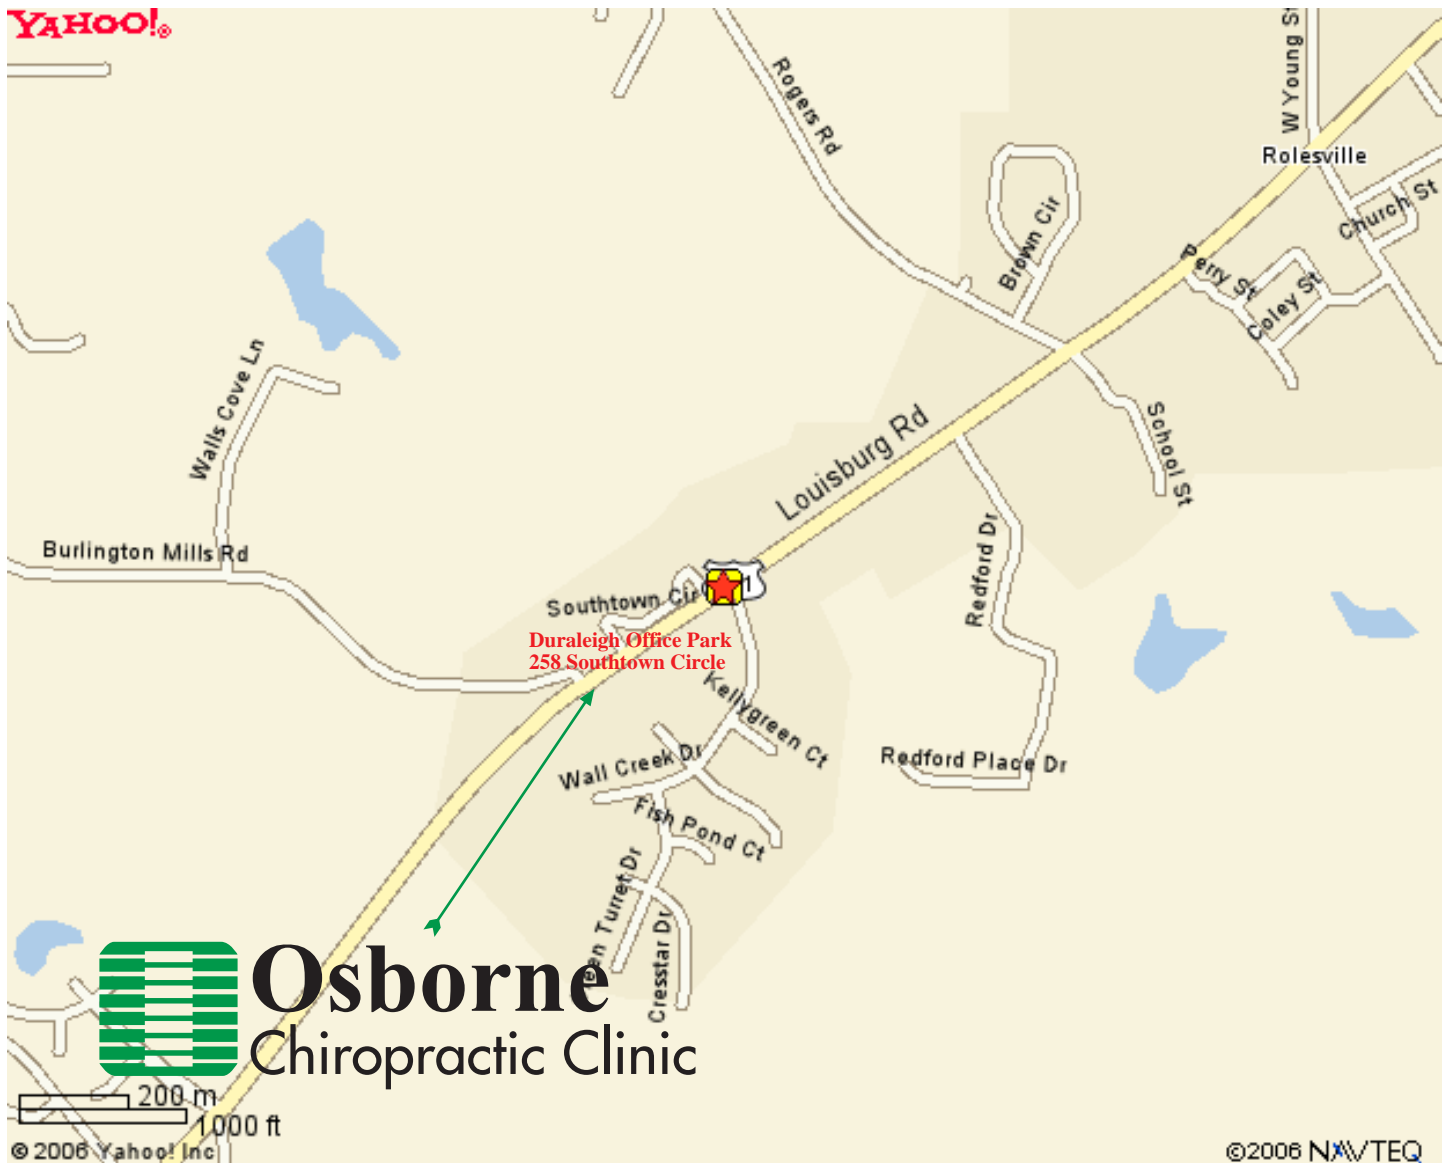 YAHOO!®
W Young St
Rogers Rd
Rolesville
Church St
Brown Cir
Perry St
Coley St
Walls Cove Ln
Louisburg Rd
School St
Burlington Mills Rd
Redford Dr
1
Southtown Cir
Duraleigh Office Park
258 Southtown Circle
Kellygreen Ct
Wall Creek Dr
Redford Place Dr
Fish Pond Ct
Turret Dr
Cresstar Dr
Osborne
Chiropractic Clinic
200 m
1000 ft
© 2006 Yahoo! Inc
©2006 NAVTEQ